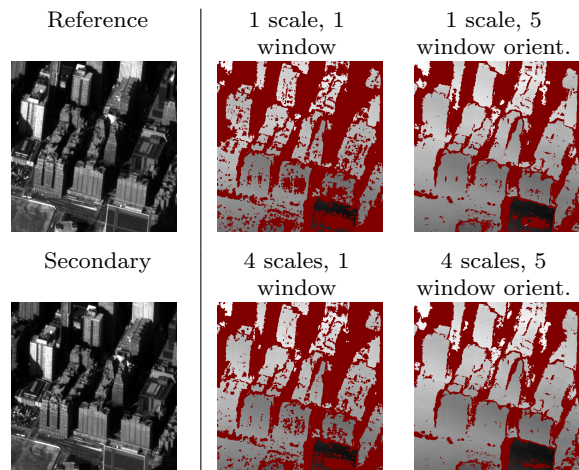 Reference
1 scale, 1
window
1 scale, 5
window orient.
Secondary
4 scales, 1
window
4 scales, 5
window orient.